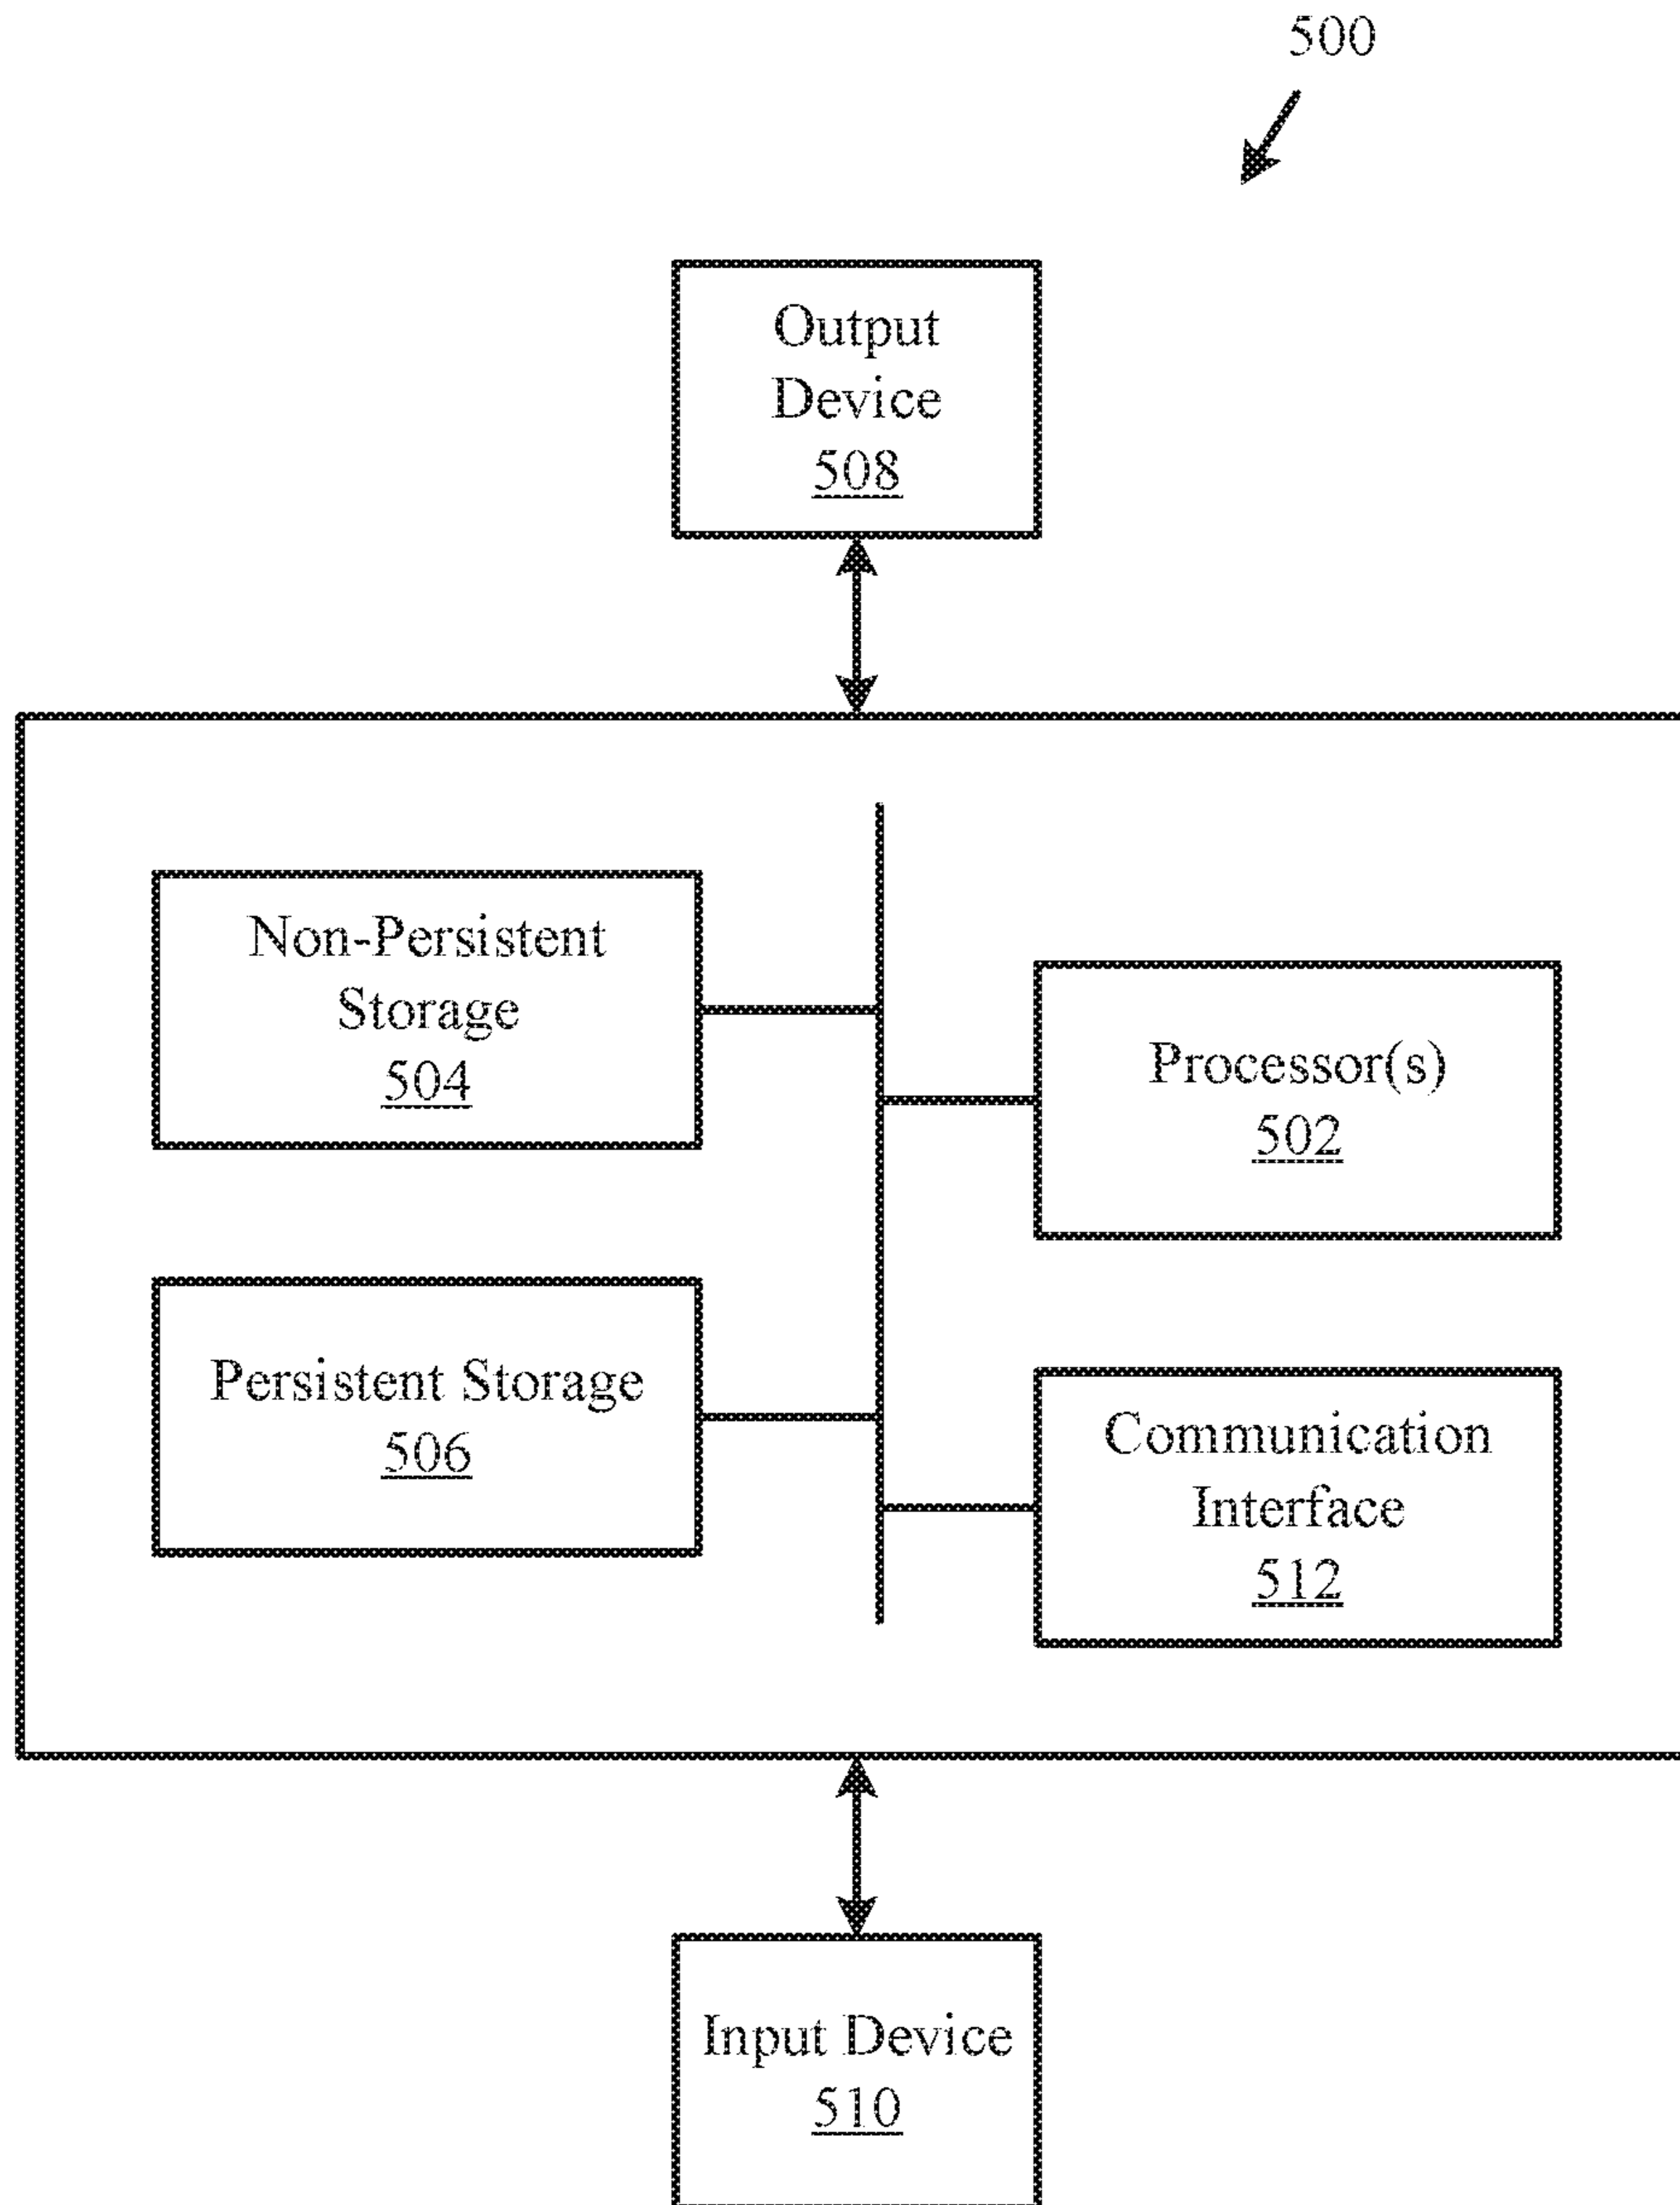 500
Output
Device
508
Non-Persistent
Storage
504
Processor(s)
502
Persistent Storage
506
Communication
Interface
512
Input Device
510